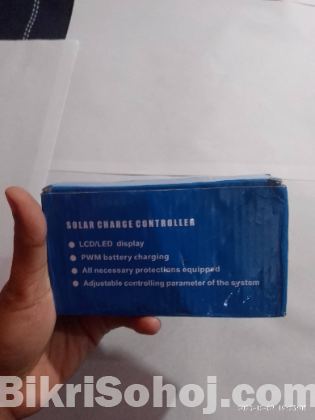 SOLAR CHARGE CONTROLLER
● LCD/LED display
● PWM battery charging
● All necessary protections equipped
● Adjustable controlling parameter of the system
BikriSohoj.com